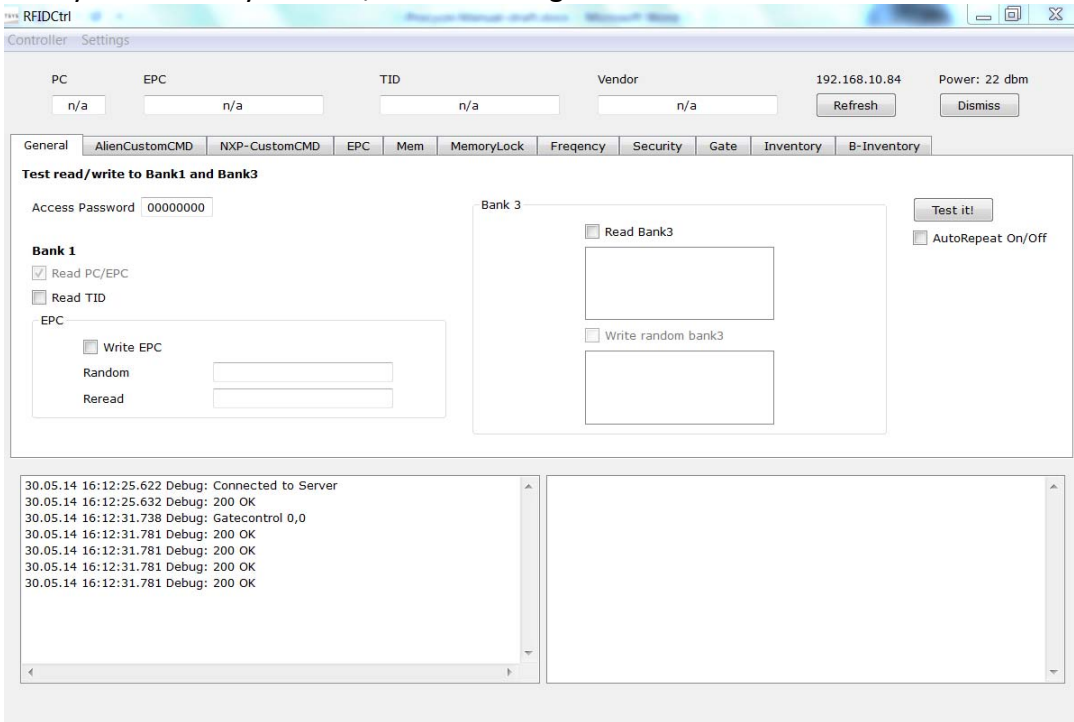 RFIDCtrl
Controller Settings
PC EPC TID Vendor 192.168.10.84 Power: 22 dbm
n/a n/a n/a n/a Refresh Dismiss
General AlienCustomCMD NXP-CustomCMD EPC Mem MemoryLock Freqency Security Gate Inventory B-Inventory
Test read/write to Bank1 and Bank3
Access Password 00000000
Bank 3
Test it!
Read Bank3
AutoRepeat On/Off
Bank 1
Read PC/EPC
Read TID
EPC
Write EPC
Write random bank3
Random
Reread
30.05.14 16:12:25.622 Debug: Connected to Server
30.05.14 16:12:25.632 Debug: 200 OK
30.05.14 16:12:31.738 Debug: Gatecontrol 0,0
30.05.14 16:12:31.781 Debug: 200 OK
30.05.14 16:12:31.781 Debug: 200 OK
30.05.14 16:12:31.781 Debug: 200 OK
30.05.14 16:12:31.781 Debug: 200 OK